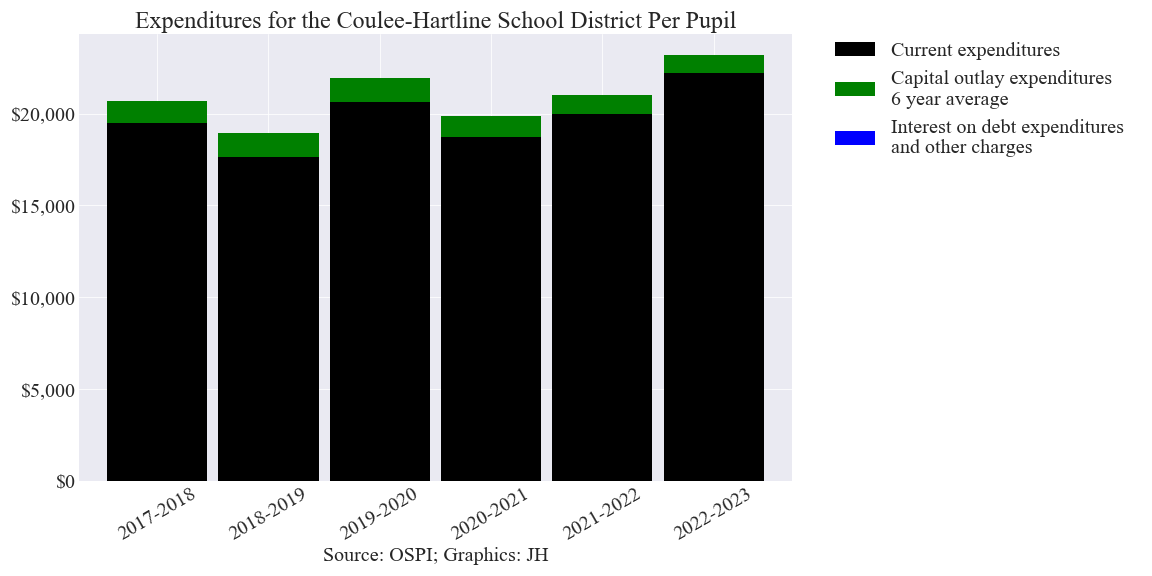 Expenditures for the Coulee-Hartline School District Per Pupil
Current expenditures
Capital outlay expenditures
6 year average
Interest on debt expenditures
and other charges
$20,000
$15,000
$10,000
$5,000
$0
2017-2018
2018-2019
2019-2020
2020-2021
2021-2022
2022-2023
Source: OSPI; Graphics: JH